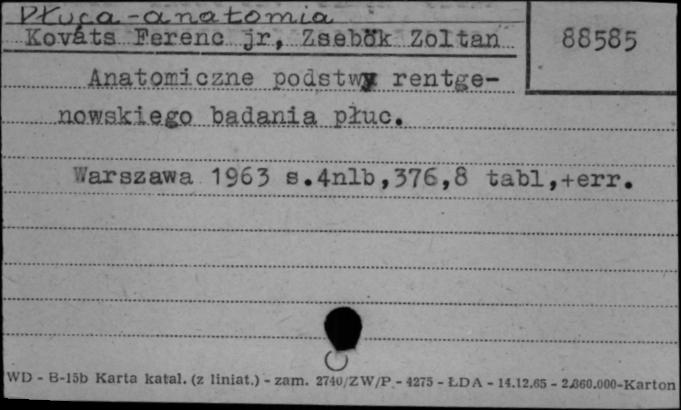 Płuca - anatomia
Kováts Ferenc jr, Zsebök Zoltan
88585
Anatomiczne podstwy rentge-
nowskiego badania płuc.
Warszawa 1963 s.4nlb,376,8 tabl,+err.
WD - B-15b Karta katal. (z liniat.) - zam. 2740/ZW/P - 4275 - ŁDA - 14.12.65 - 2.860.000-Karton